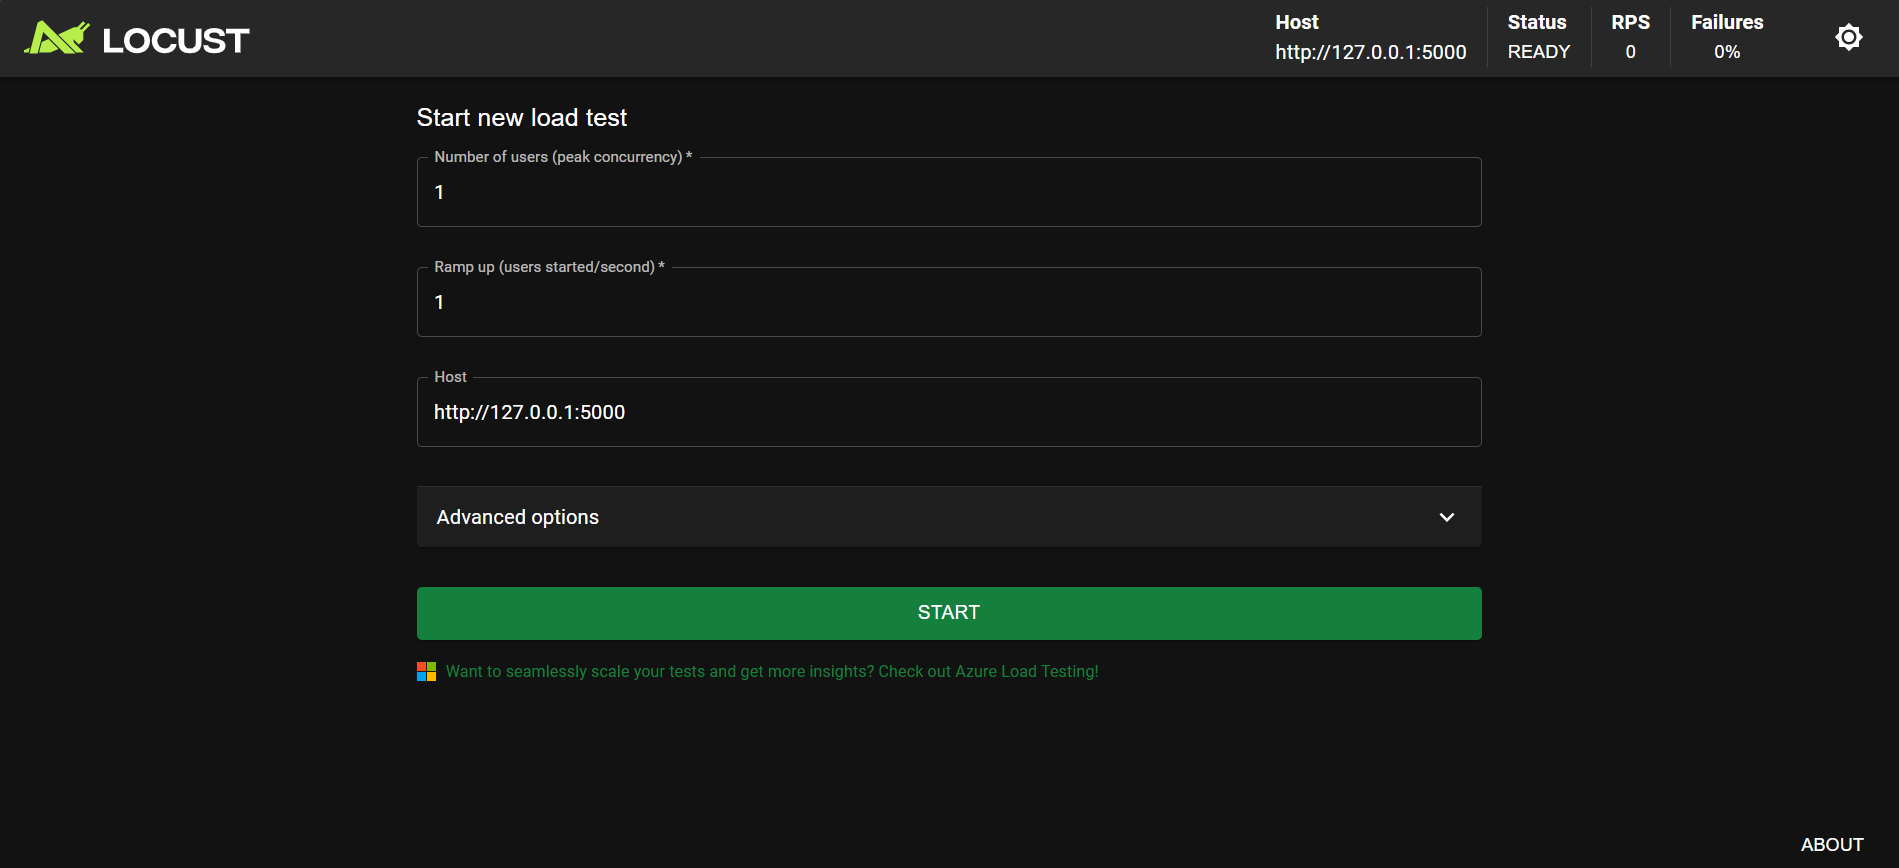 LOCUST
Host
http://127.0.0.1:5000
Status
READY
RPS
0
Failures
0%
Start new load test
Number of users (peak concurrency) *
1
Ramp up (users started/second) *
1
Host
http://127.0.0.1:5000
Advanced options
START
Want to seamlessly scale your tests and get more insights? Check out Azure Load Testing!
ABOUT